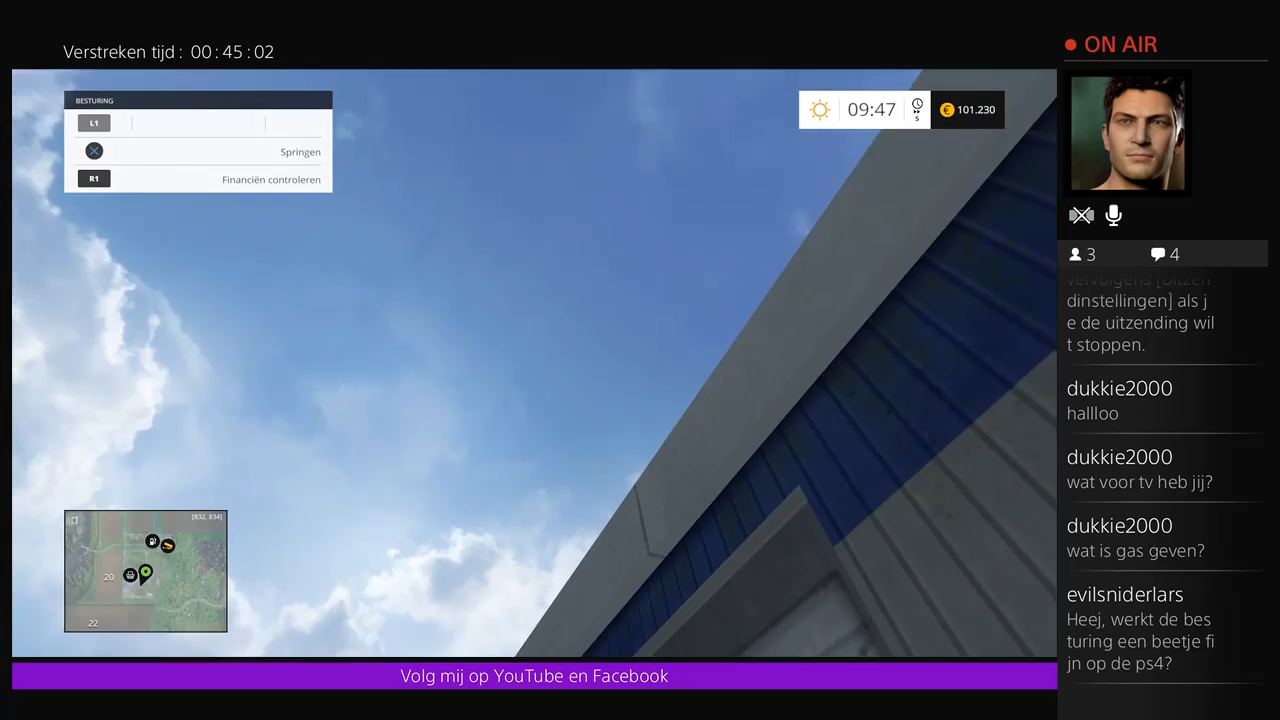 Verstreken tijd : 00 : 45 : 02
ON AIR
BESTURING
L1
Springen
R1
Financiën controleren
09:47
s
€ 101.230
3
4
dinstellingen] als j
e de uitzending wil
t stoppen.
dukkie2000
hallloo
dukkie2000
wat voor tv heb jij?
dukkie2000
wat is gas geven?
evilsniderlars
Heej, werkt de bes
turing een beetje fi
jn op de ps4?
[832, 834]
20
22
Volg mij op YouTube en Facebook